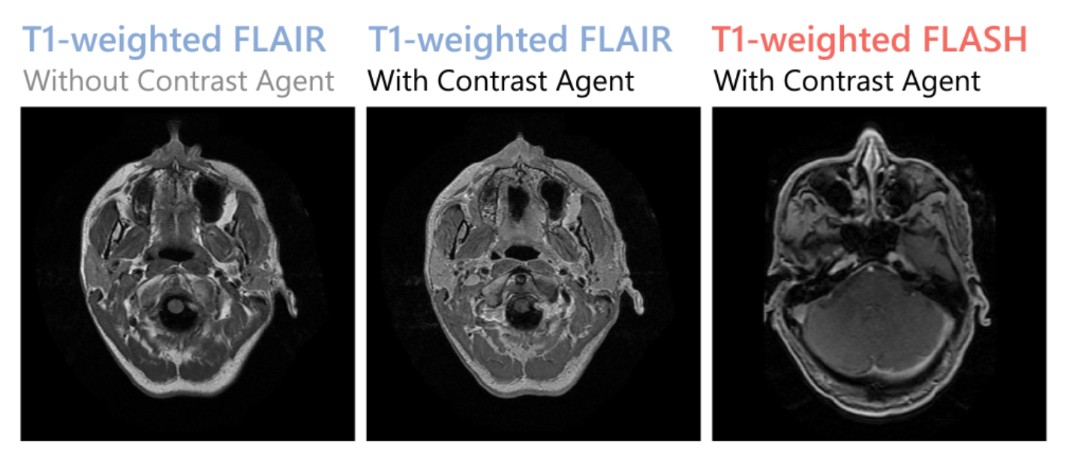 T1-weighted FLAIR
Without Contrast Agent
T1-weighted FLAIR
With Contrast Agent
T1-weighted FLASH
With Contrast Agent